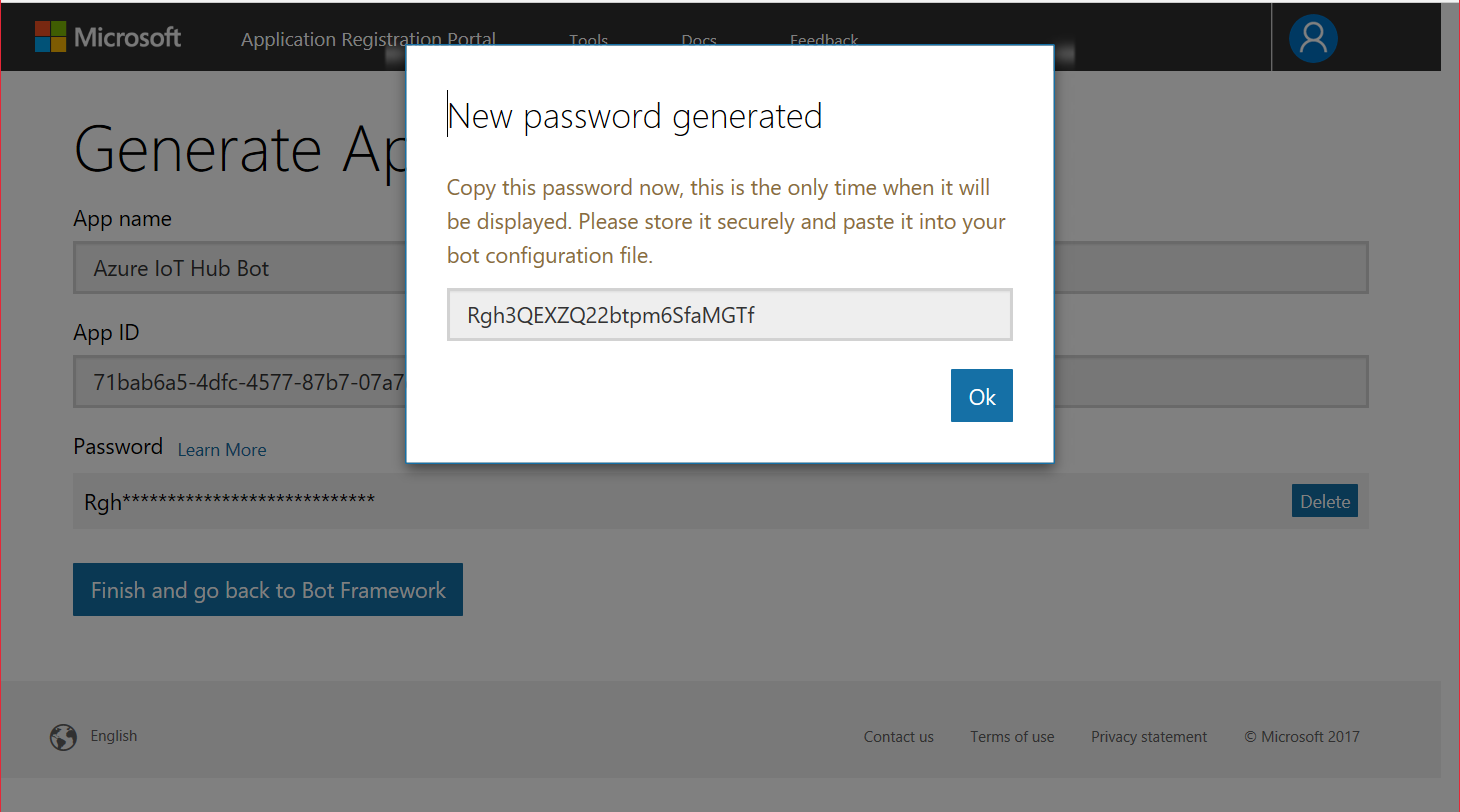 Microsoft
Application Registration Portal
Tools
Docs
Feedback
New password generated
Copy this password now, this is the only time when it will
be displayed. Please store it securely and paste it into your
bot configuration file.
Rgh3QEXZQ22btpm6SfaMGTf
Ok
Generate
App name
Azure IoT Hub Bot
App ID
71bab6a5-4dfc-4577-87b7-07a7
Password Learn More
Rgh****************************
Delete
Finish and go back to Bot Framework
English
Contact us
Terms of use
Privacy statement
© Microsoft 2017